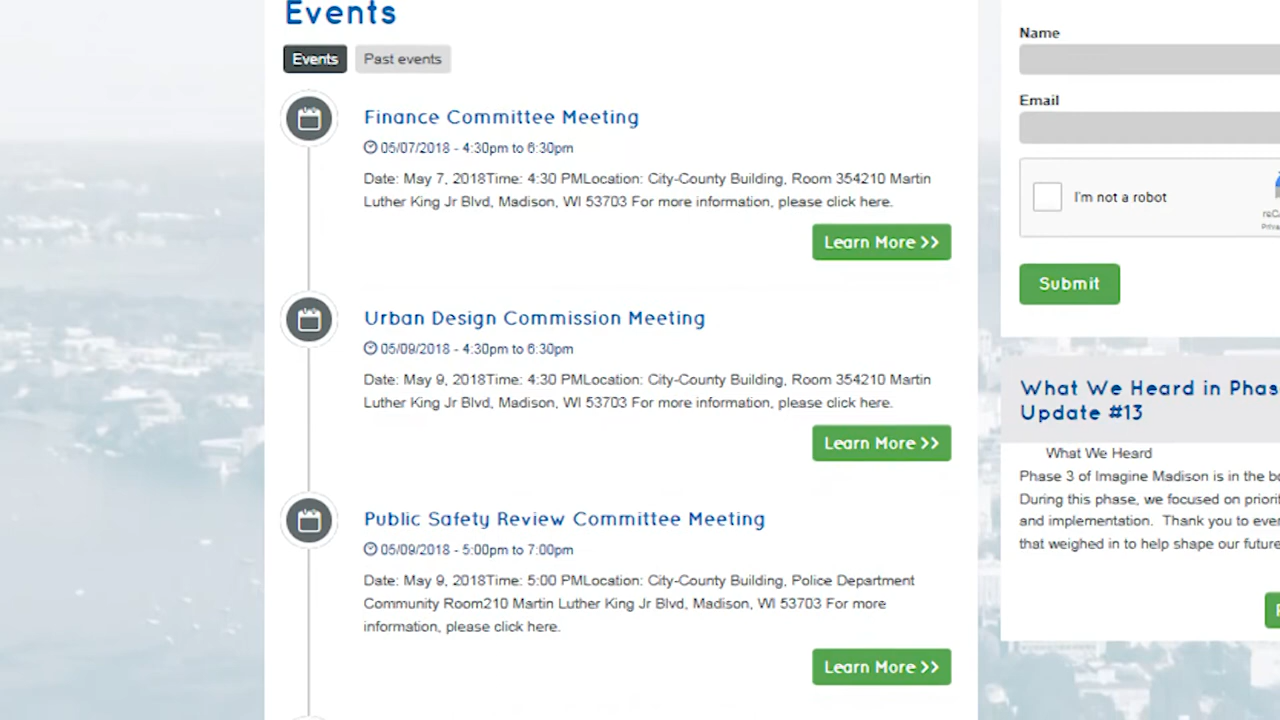 Events
Events
Past events
Finance Committee Meeting
05/07/2018 - 4:30pm to 6:30pm
Date: May 7, 2018Time: 4:30 PMLocation: City-County Building, Room 354210 Martin
Luther King Jr Blvd, Madison, WI 53703 For more information, please click here.
Learn More >>
Urban Design Commission Meeting
05/09/2018 - 4:30pm to 6:30pm
Date: May 9, 2018Time: 4:30 PMLocation: City-County Building, Room 354210 Martin
Luther King Jr Blvd, Madison, WI 53703 For more information, please click here.
Learn More >>
Public Safety Review Committee Meeting
05/09/2018 - 5:00pm to 7:00pm
Date: May 9, 2018Time: 5:00 PMLocation: City-County Building, Police Department
Community Room210 Martin Luther King Jr Blvd, Madison, WI 53703 For more
information, please click here.
Learn More >>
Name
Email
I'm not a robot
Submit
What We Heard in Phas
Update #13
What We Heard
Phase 3 of Imagine Madison is in the bo
During this phase, we focused on priorit
and implementation. Thank you to ever
that weighed in to help shape our future